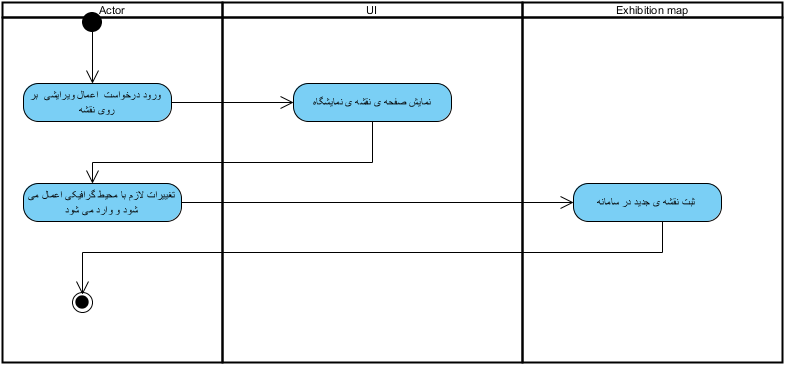 Actor
UI
Exhibition map
ورود درخواست اعمال ویرایشی بر
روی نقشه
نمایش صفحه ی نقشه ی نمایشگاه
تغییرات لازم با محیط گرافیکی اعمال می
شود و وارد می شود
ثبت نقشه ی جدید در سامانه